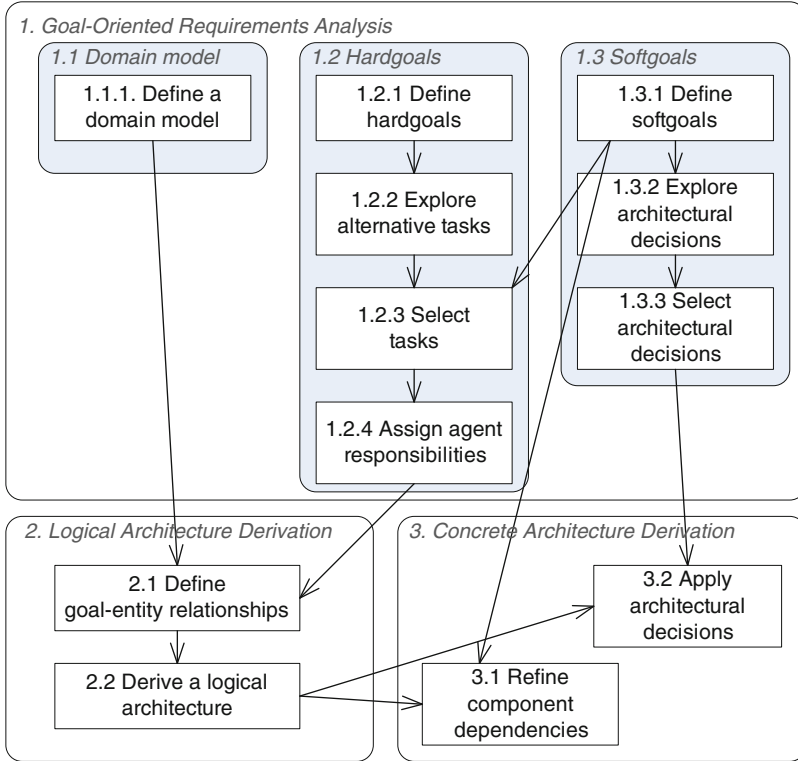 1. Goal-Oriented Requirements Analysis
1.1 Domain model
1.1.1. Define a
domain model
1.2 Hardgoals
1.2.1 Define
hardgoals
1.2.2 Explore
alternative tasks
1.2.3 Select
tasks
1.2.4 Assign agent
responsibilities
1.3 Softgoals
1.3.1 Define
softgoals
1.3.2 Explore
architectural
decisions
1.3.3 Select
architectural
decisions
2. Logical Architecture Derivation
2.1 Define
goal-entity relationships
2.2 Derive a logical
architecture
3. Concrete Architecture Derivation
3.2 Apply
architectural
decisions
3.1 Refine
component
dependencies